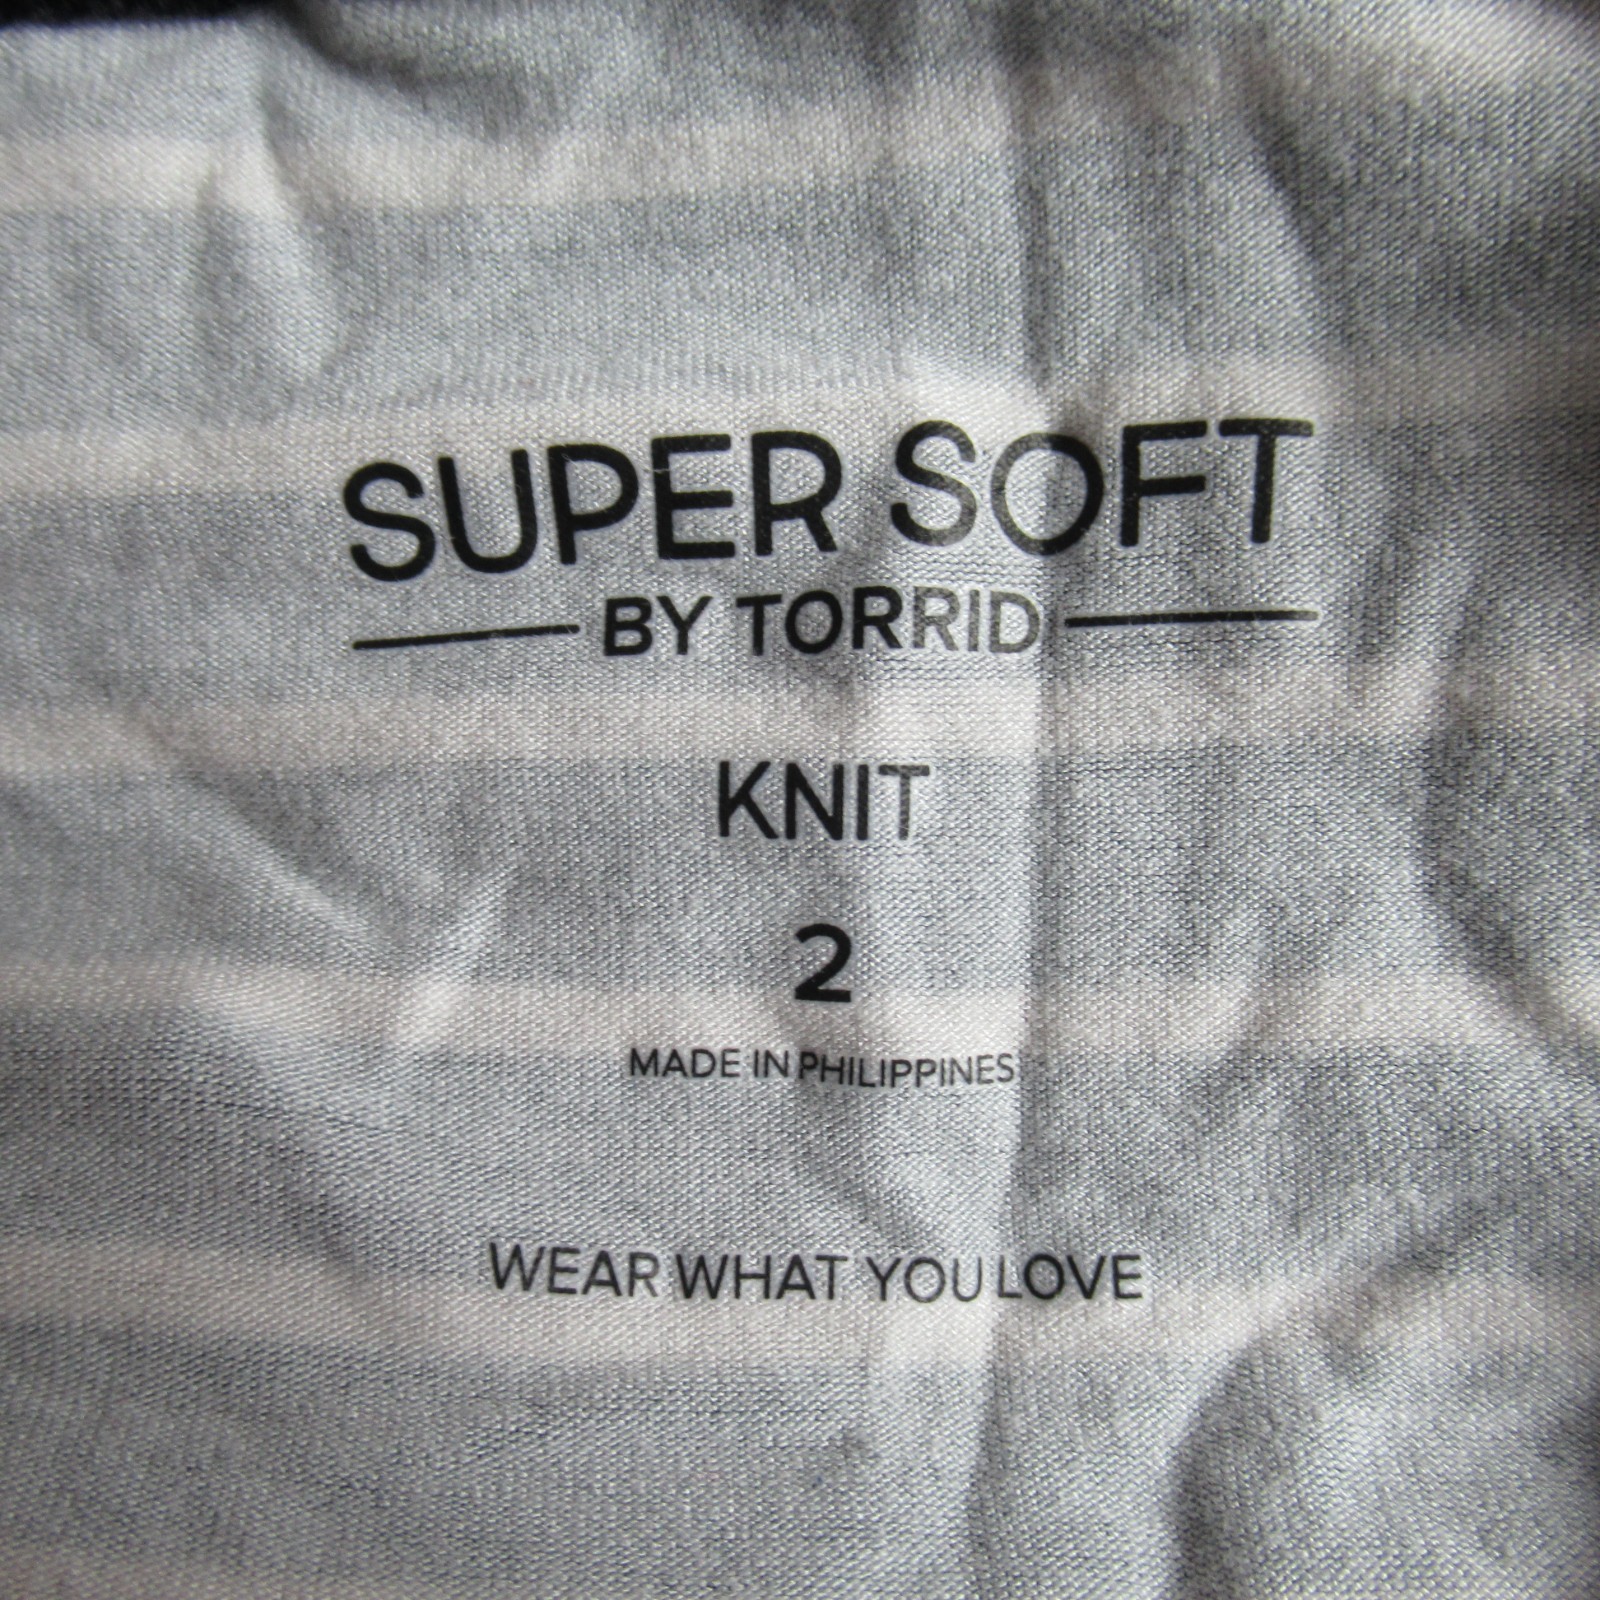 SUPER SOFT
BY TORRID
KNIT
2
MADE IN PHILIPPINES
WEAR WHAT YOU LOVE